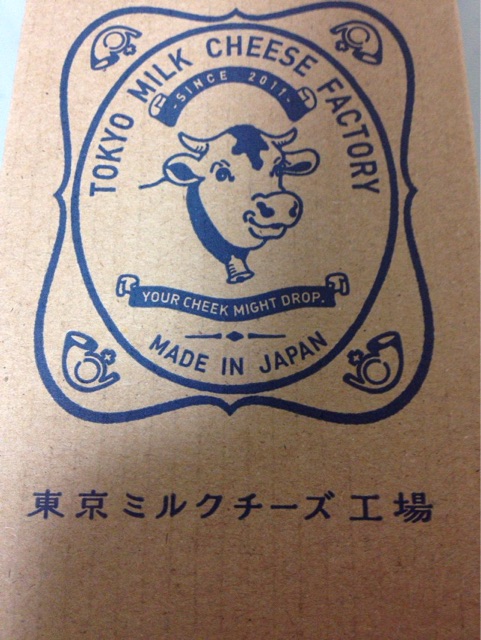 TOKYO MILK CHEESE FACTORY
-SINCE 2011-
YOUR CHEEK MIGHT DROP.
MADE IN JAPAN
東京ミルクチーズ工場